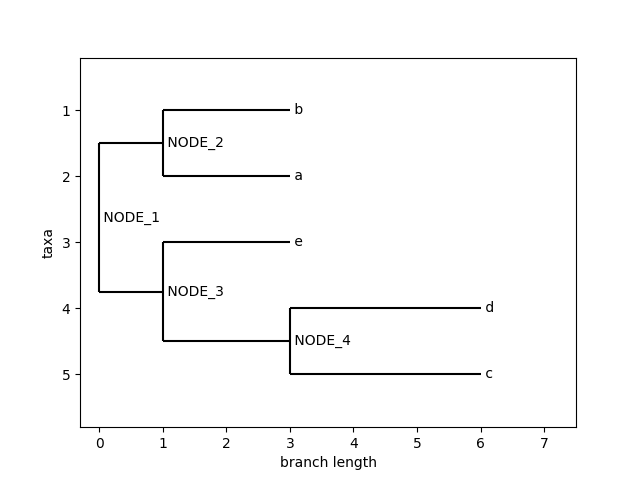 b
1
NODE_2
a
2
NODE_1
e
3
taxa
NODE_3
d
4
NODE_4
c
5
0 1 2 3 4 5 6 7
branch length